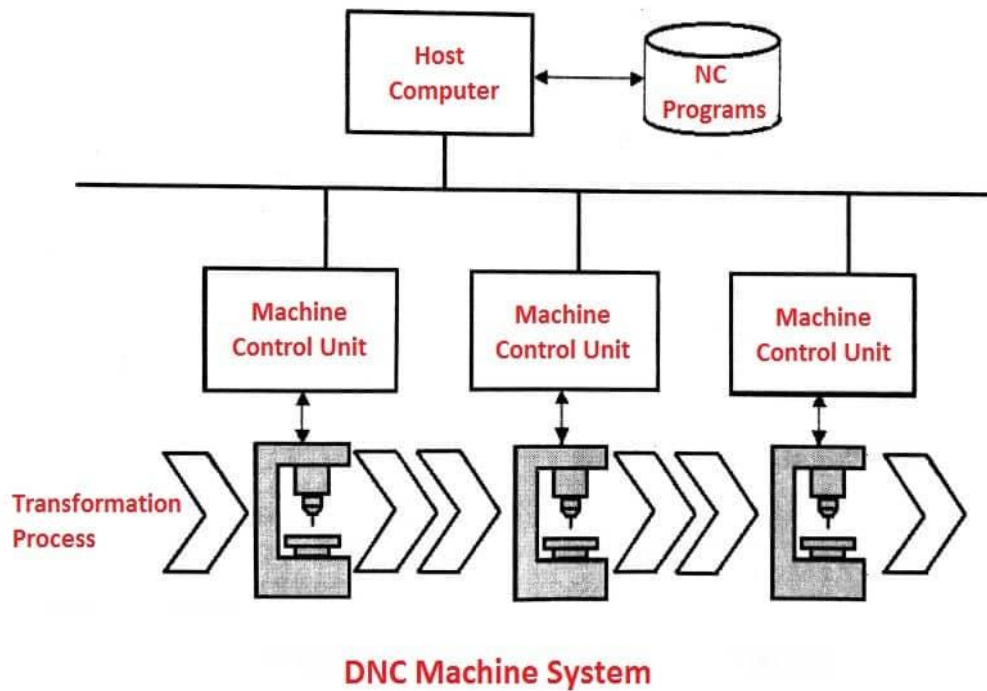 Host
Computer
NC
Programs
Machine
Control Unit
Machine
Control Unit
Machine
Control Unit
Transformation
Process
DNC Machine System